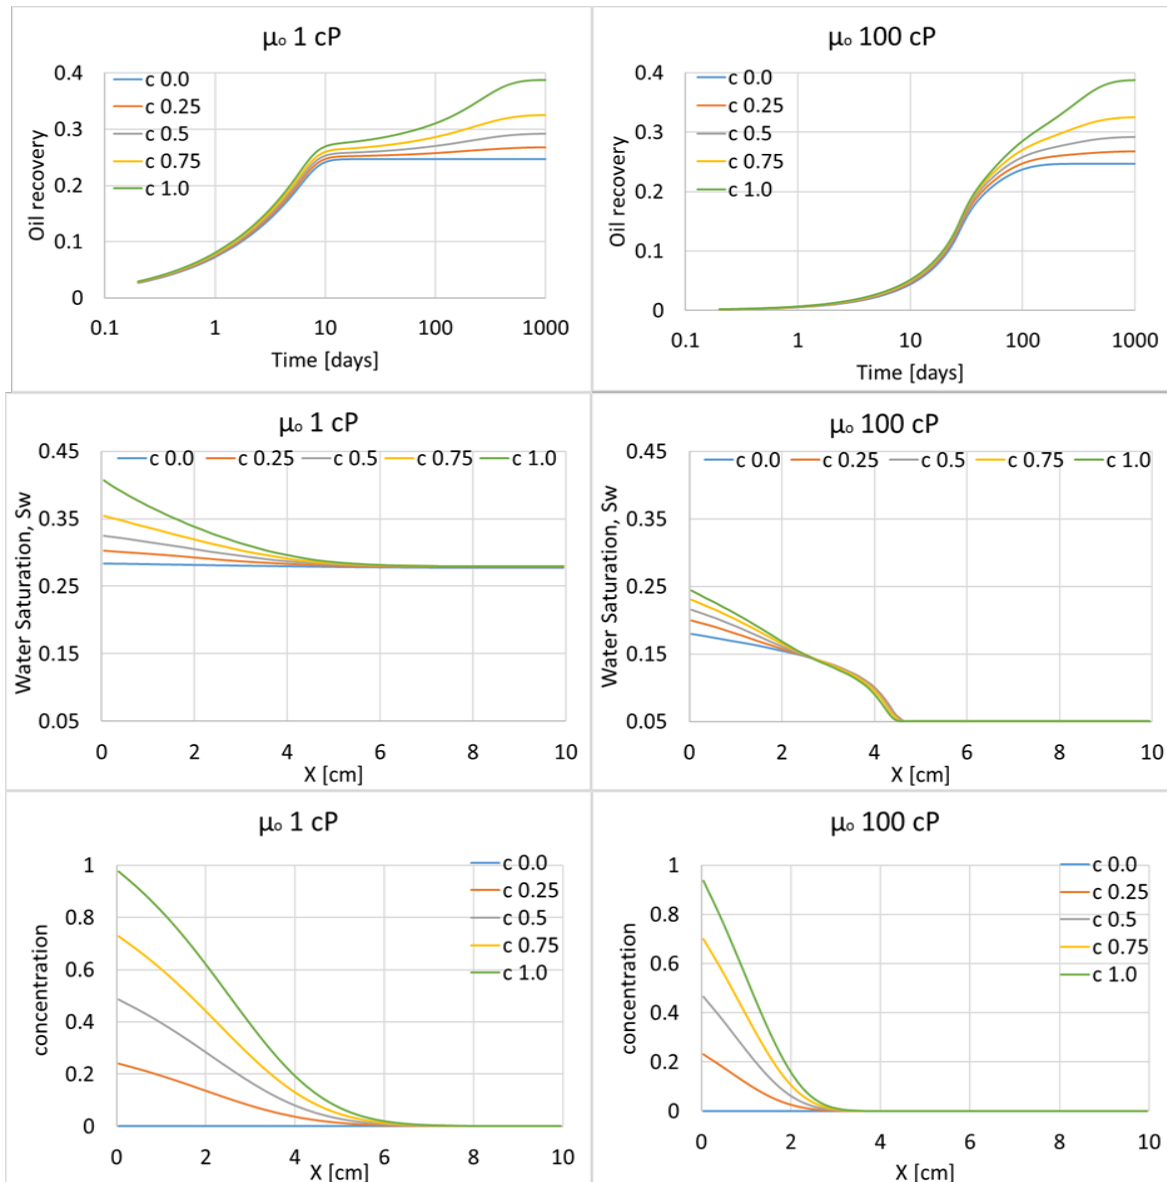 μₒ 1 cP
0.4
0.3
0.2
0.1
0
Oil recovery
c 0.0
c 0.25
c 0.5
c 0.75
c 1.0
0.1 1 10 100 1000
Time [days]
μₒ 100 cP
0.4
0.3
0.2
0.1
0
Oil recovery
c 0.0
c 0.25
c 0.5
c 0.75
c 1.0
0.1 1 10 100 1000
Time [days]
μₒ 1 cP
0.45
0.35
0.25
0.15
0.05
Water Saturation, Sw
c 0.0 c 0.25 c 0.5 c 0.75 c 1.0
0 2 4 6 8 10
X [cm]
μₒ 100 cP
0.45
0.35
0.25
0.15
0.05
Water Saturation, Sw
c 0.0 c 0.25 c 0.5 c 0.75 c 1.0
0 2 4 6 8 10
X [cm]
μₒ 1 cP
1
0.8
0.6
0.4
0.2
0
concentration
c 0.0
c 0.25
c 0.5
c 0.75
c 1.0
0 2 4 6 8 10
X [cm]
μₒ 100 cP
1
0.8
0.6
0.4
0.2
0
concentration
c 0.0
c 0.25
c 0.5
c 0.75
c 1.0
0 2 4 6 8 10
X [cm]